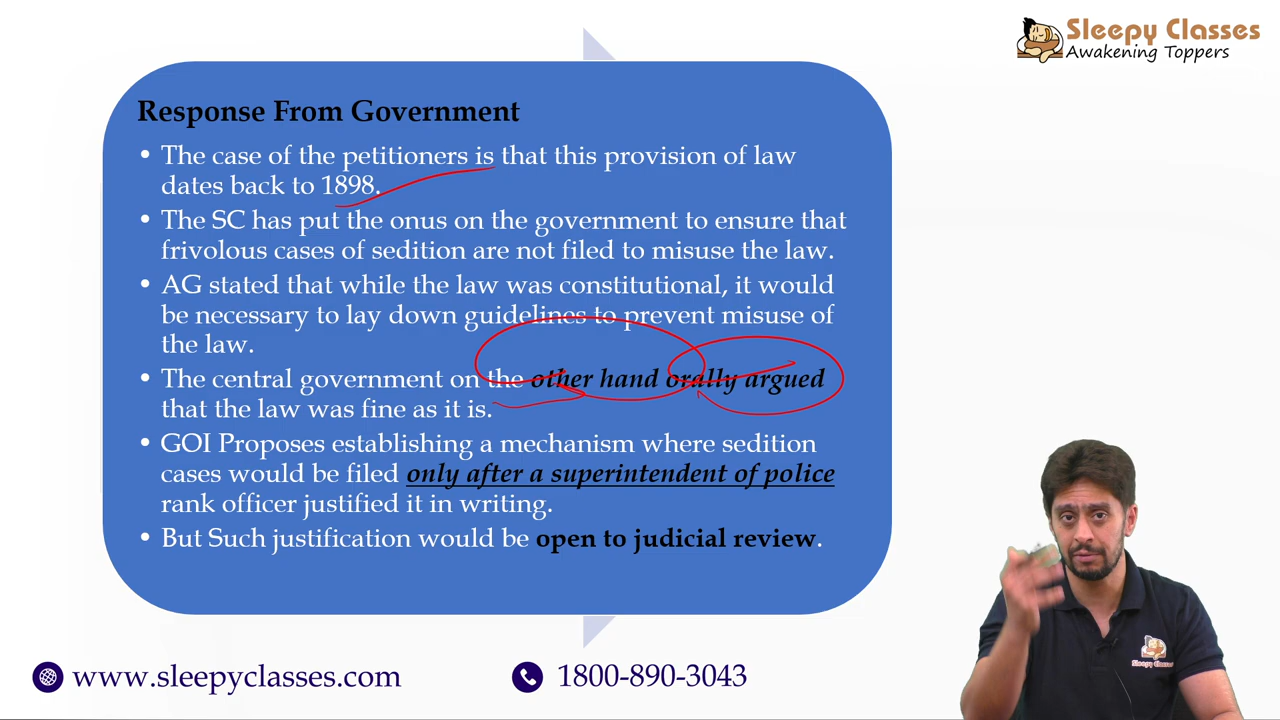 Sleepy Classes
Awakening Toppers
Response From Government
• The case of the petitioners is that this provision of law
dates back to 1898.
• The SC has put the onus on the government to ensure that
frivolous cases of sedition are not filed to misuse the law.
• AG stated that while the law was constitutional, it would
be necessary to lay down guidelines to prevent misuse of
the law.
• The central government on the other hand orally argued
that the law was fine as it is.
• GOI Proposes establishing a mechanism where sedition
cases would be filed only after a superintendent of police
rank officer justified it in writing.
• But Such justification would be open to judicial review.
www.sleepyclasses.com
1800-890-3043